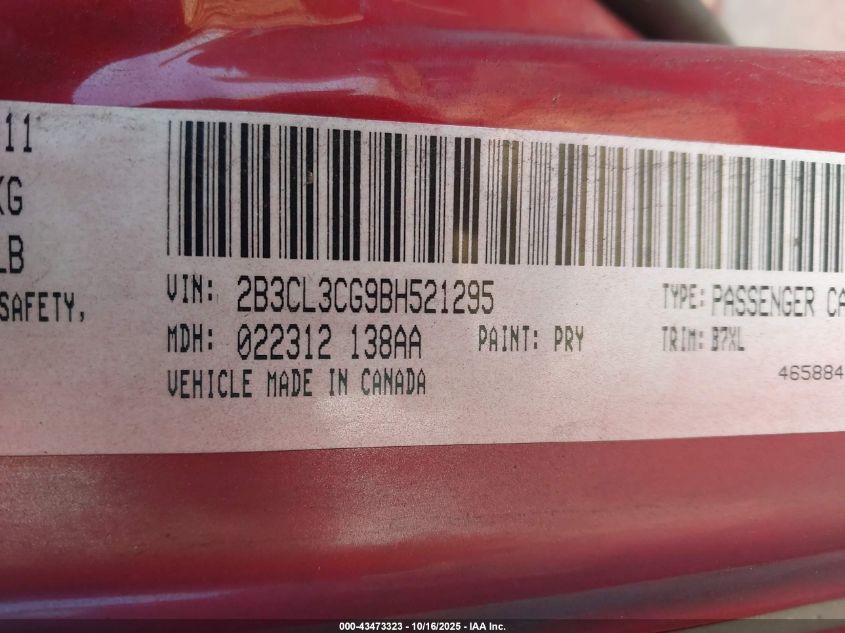 11
KG
LB
SAFETY,
VIN: 2B3CL3CG9BH521295 TYPE: PASSENGER CA
MDH: 022312 138AA PAINT: PRY TRIM: B7XL
VEHICLE MADE IN CANADA 465884
000-43473323 - 10/16/2025 - IAA Inc.